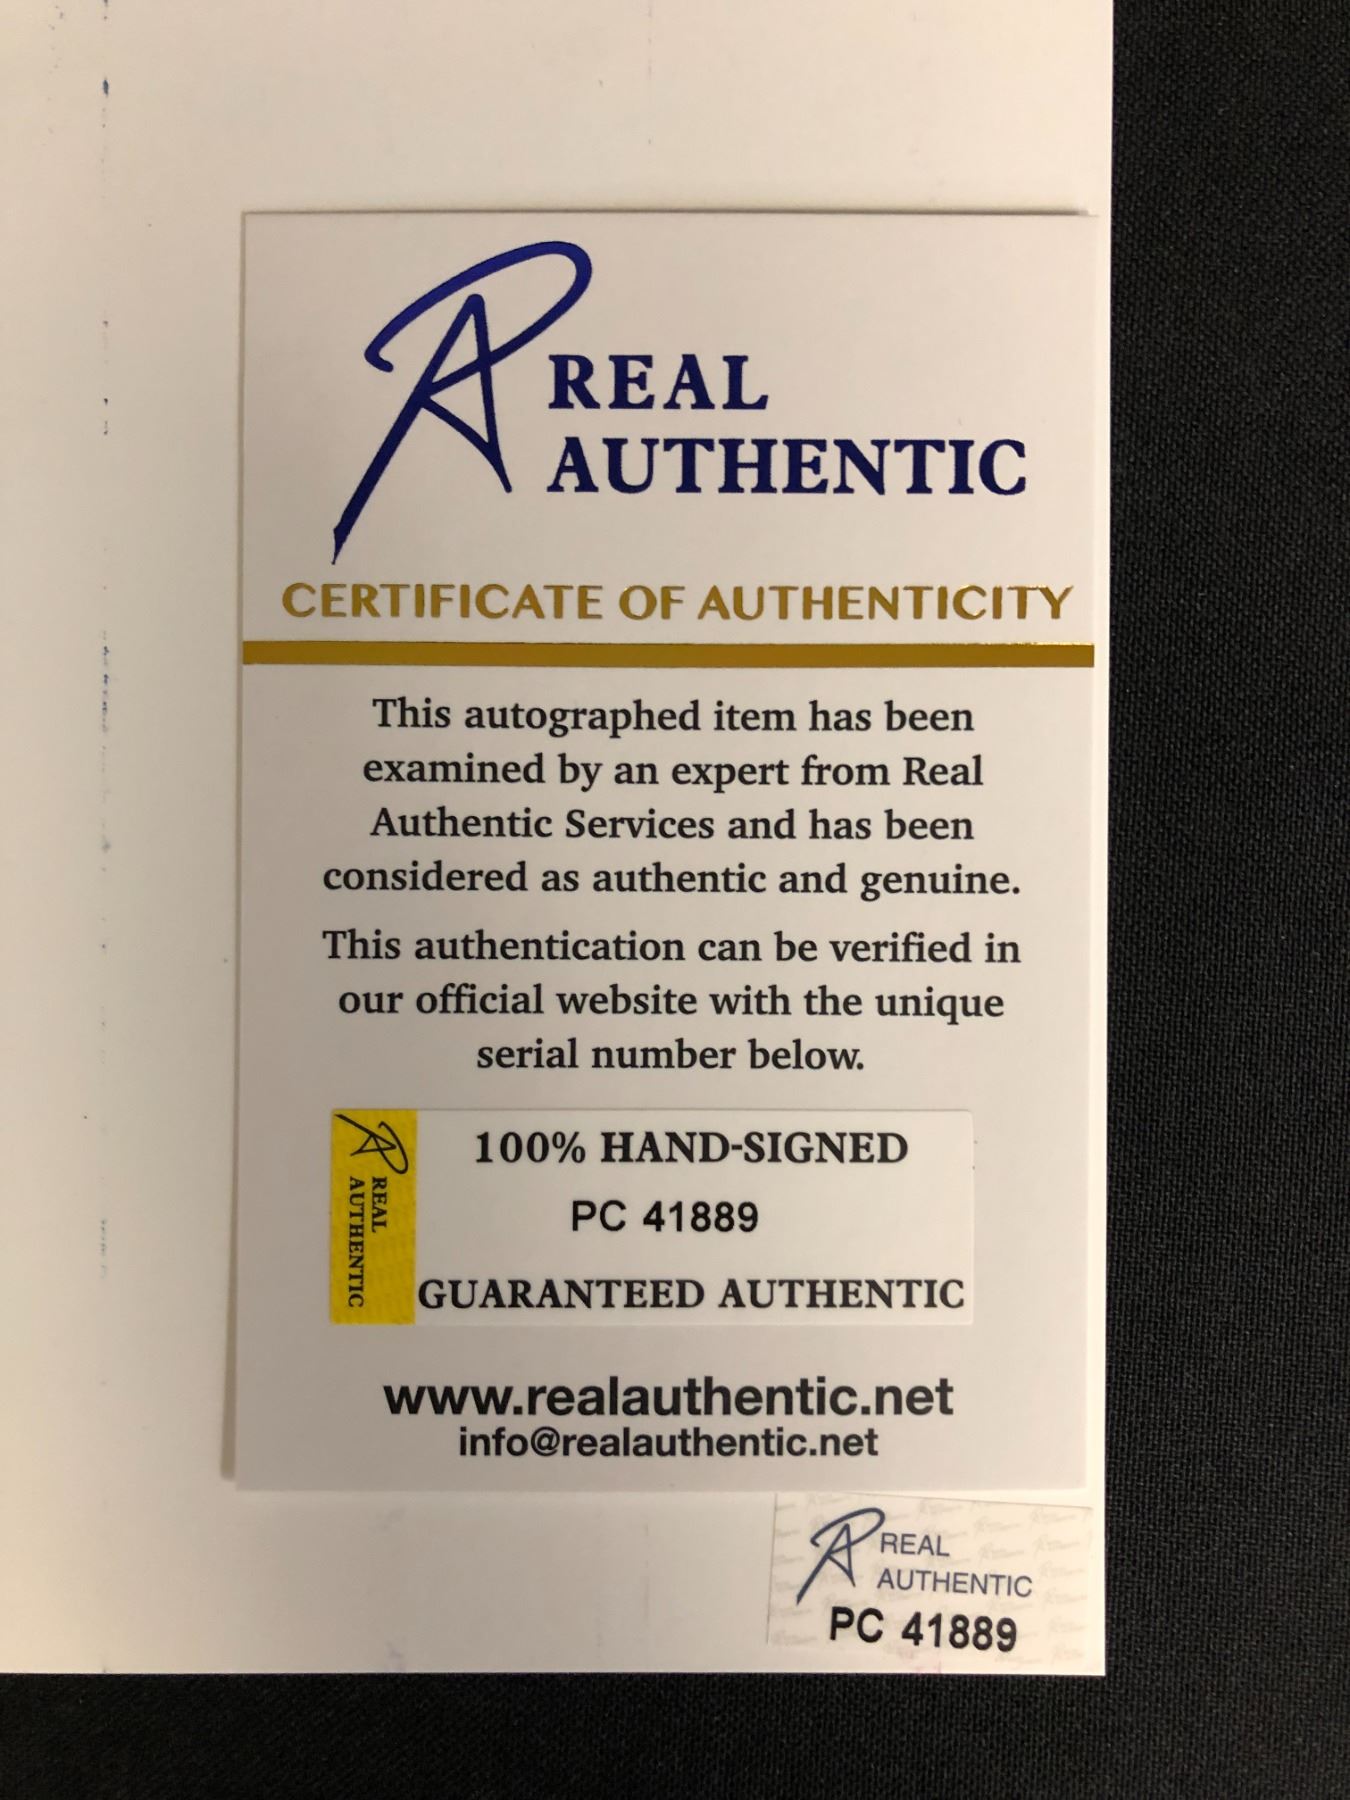 REAL
AUTHENTIC
CERTIFICATE OF AUTHENTICITY
This autographed item has been
examined by an expert from Real
Authentic Services and has been
considered as authentic and genuine.
This authentication can be verified in
our official website with the unique
serial number below.
REAL
AUTHENTIC
100% HAND-SIGNED
PC 41889
GUARANTEED AUTHENTIC
www.realauthentic.net
info@realauthentic.net
REAL
AUTHENTIC
PC 41889